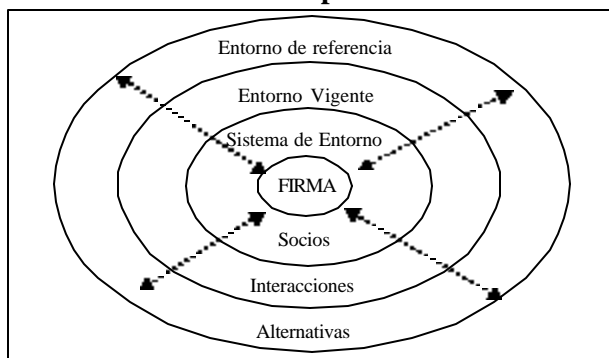 Entorno de referencia
Entorno Vigente
Sistema de Entorno
FIRMA
Socios
Interacciones
Alternativas